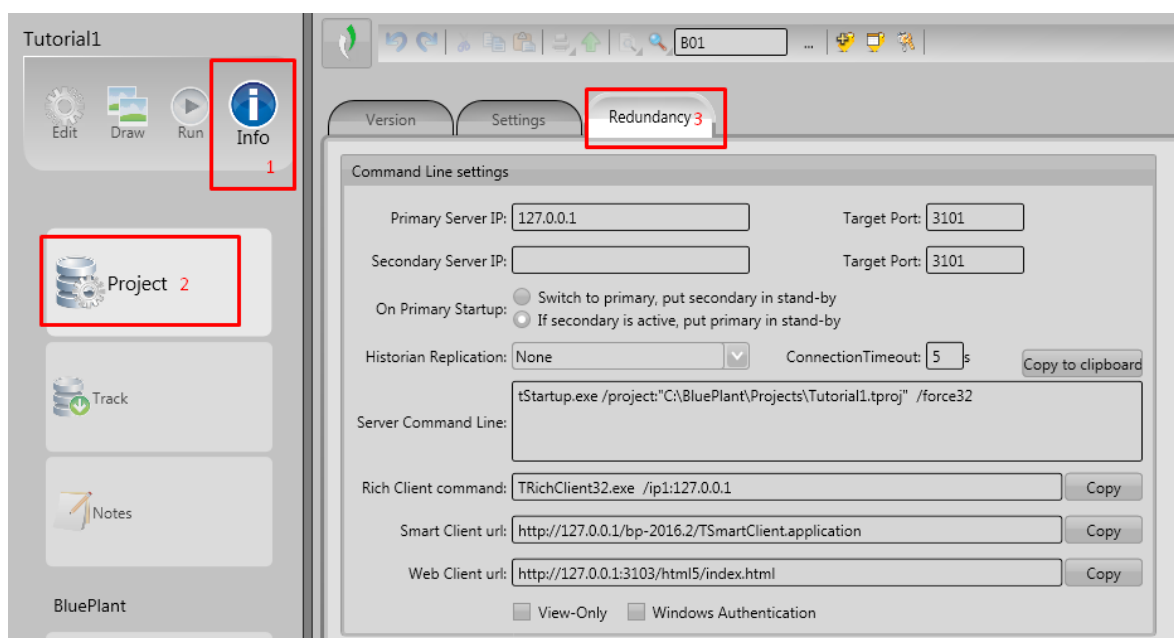 Tutorial1
Edit
Draw
Run
Info
1
Project 2
Track
Notes
BluePlant
B01
...
Version
Settings
Redundancy 3
Command Line settings
Primary Server IP: 127.0.0.1 Target Port: 3101
Secondary Server IP: Target Port: 3101
On Primary Startup: Switch to primary, put secondary in stand-by
If secondary is active, put primary in stand-by
Historian Replication: None ConnectionTimeout: 5 s
Copy to clipboard
Server Command Line: tStartup.exe /project:"C:\BluePlant\Projects\Tutorial1.tproj" /force32
Rich Client command: TRichClient32.exe /ip1:127.0.0.1 Copy
Smart Client url: http://127.0.0.1/bp-2016.2/TSmartClient.application Copy
Web Client url: http://127.0.0.1:3103/html5/index.html Copy
View-Only Windows Authentication